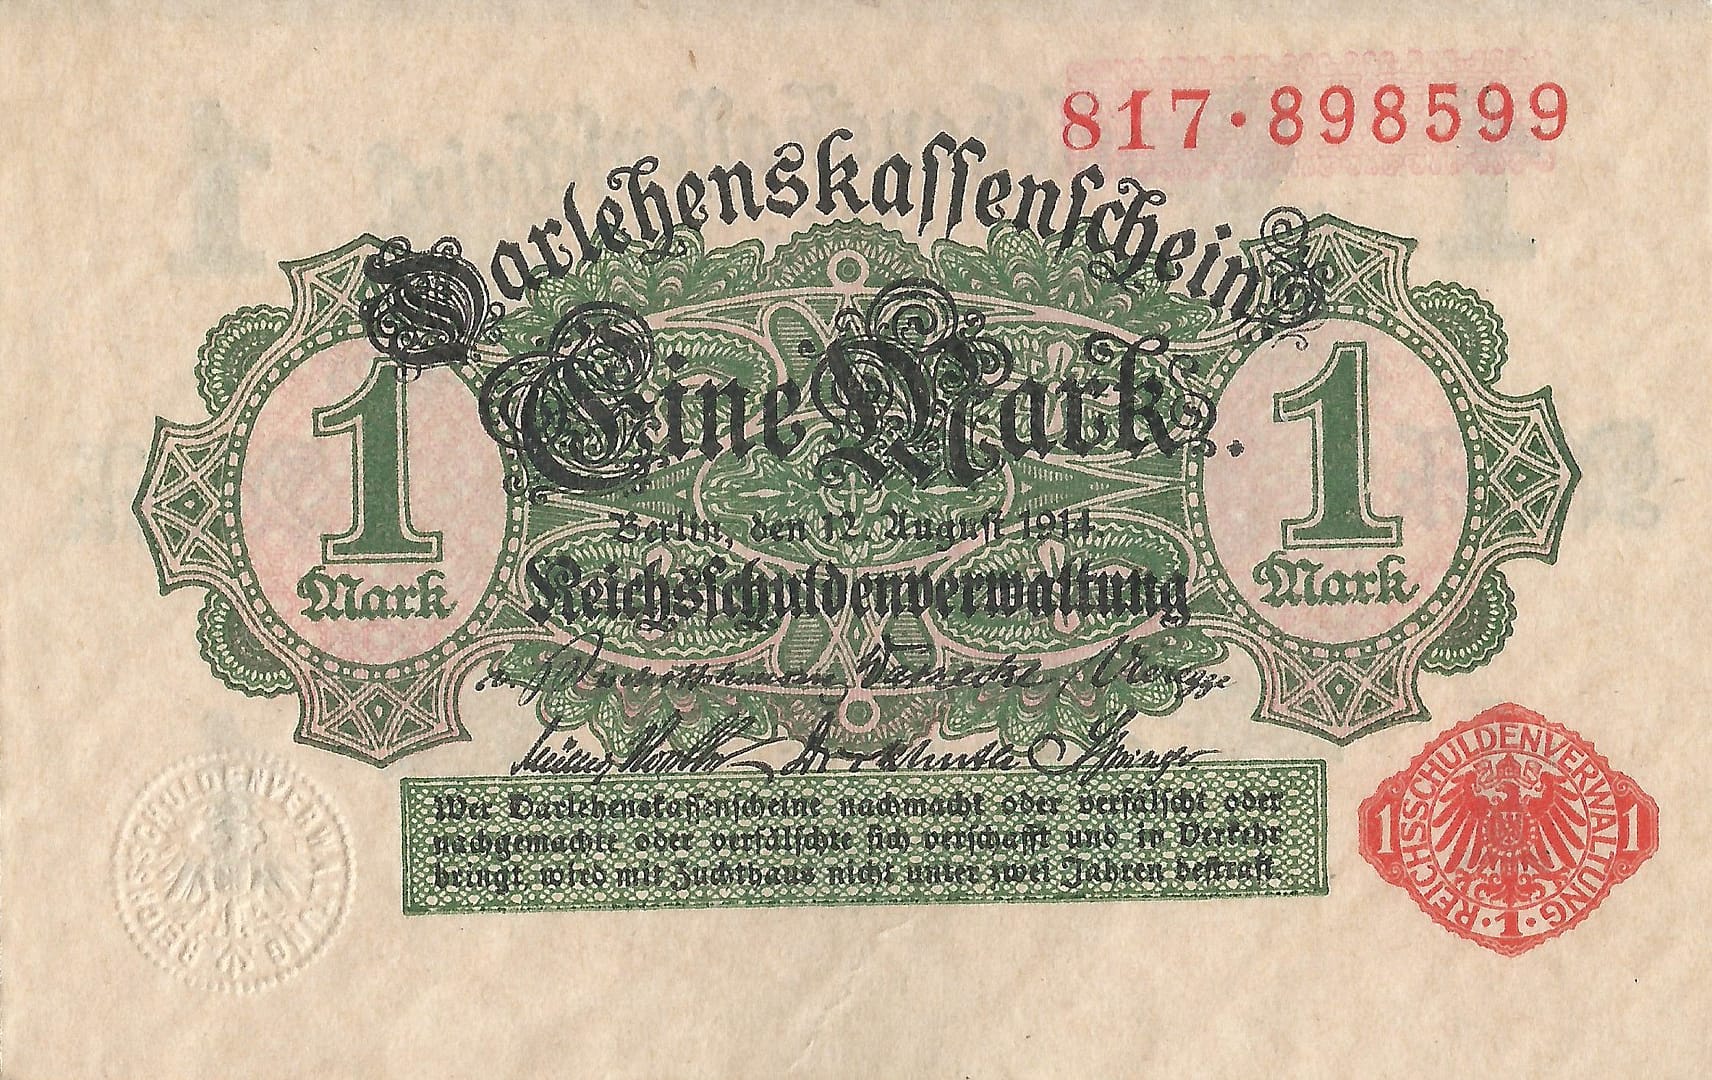 817·898599
Darlehenskassenschein
Eine Mark.
1
Mark
1
Mark
Berlin, den 12. August 1914.
Reichsschuldenverwaltung
Wer Darlehenskassenscheine nachmacht oder verfälscht oder
nachgemachte oder verfälschte sich verschafft und in Verkehr
bringt, wird mit Zuchthaus nicht unter zwei Jahren bestraft.
REICHSSCHULDENVERWALTUNG
REICHSSCHULDENVERWALTUNG
1
1
·1·